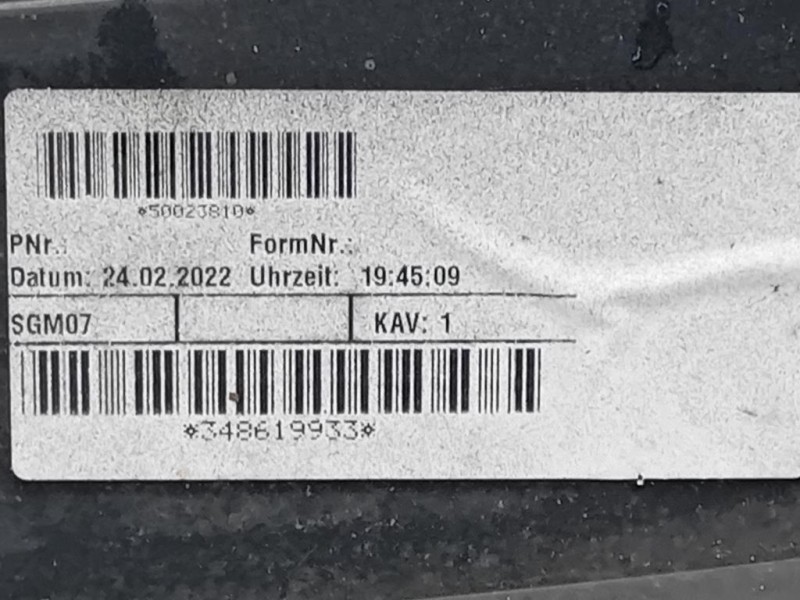 *50023810*
PNr.: FormNr.:
Datum: 24.02.2022 Uhrzeit: 19:45:09
SGM07 KAV: 1
*348619933*